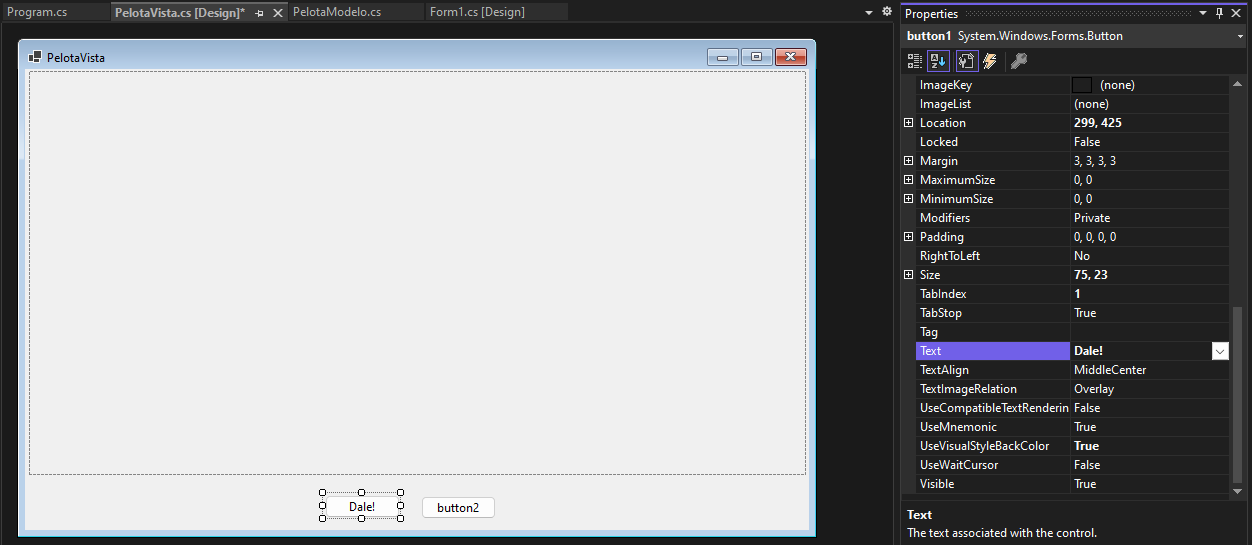 Program.cs
PelotaVista.cs [Design]*
PelotaModelo.cs
Form1.cs [Design]
PelotaVista
Dale!
button2
Properties
button1 System.Windows.Forms.Button
ImageKey (none)
ImageList (none)
Location 299, 425
Locked False
Margin 3, 3, 3, 3
MaximumSize 0, 0
MinimumSize 0, 0
Modifiers Private
Padding 0, 0, 0, 0
RightToLeft No
Size 75, 23
TabIndex 1
TabStop True
Tag
Text Dale!
TextAlign MiddleCenter
TextImageRelation Overlay
UseCompatibleTextRenderin False
UseMnemonic True
UseVisualStyleBackColor True
UseWaitCursor False
Visible True
Text
The text associated with the control.